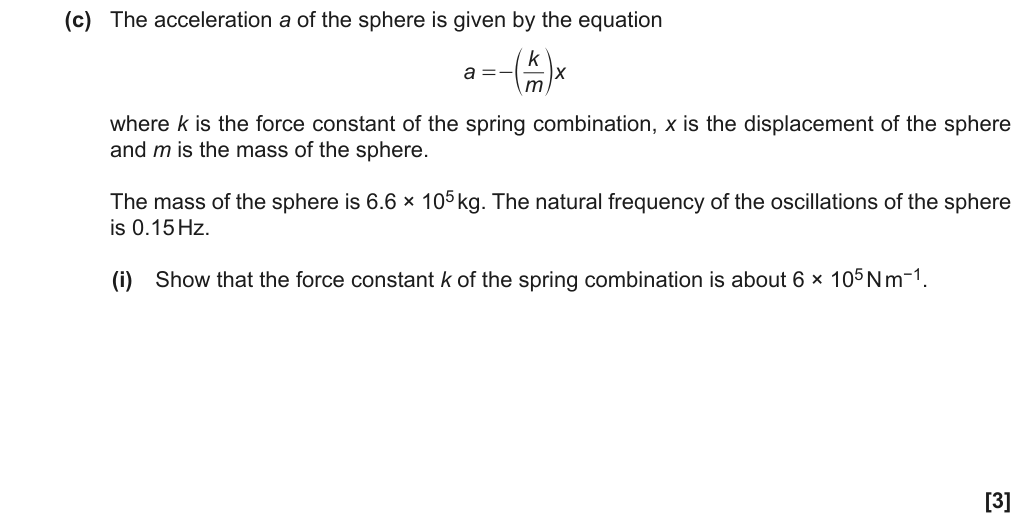 (c) The acceleration a of the sphere is given by the equation
a = −(k/m)x
where k is the force constant of the spring combination, x is the displacement of the sphere
and m is the mass of the sphere.
The mass of the sphere is 6.6 × 10⁵ kg. The natural frequency of the oscillations of the sphere
is 0.15 Hz.
(i) Show that the force constant k of the spring combination is about 6 × 10⁵ N m⁻¹.
[3]